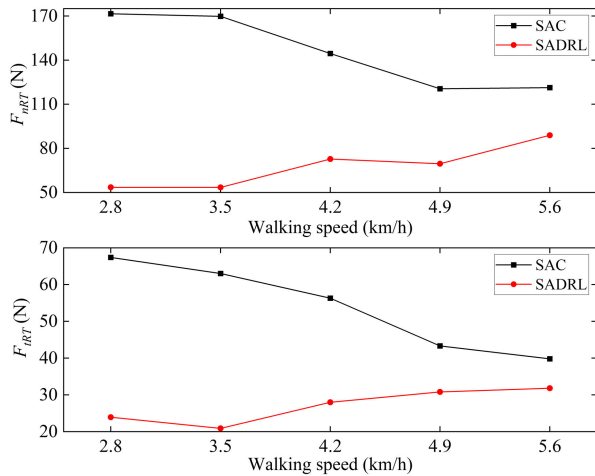 170
140
110
80
50
F_nRT (N)
SAC
SADRL
2.8 3.5 4.2 4.9 5.6
Walking speed (km/h)
70
60
50
40
30
20
F_tRT (N)
SAC
SADRL
2.8 3.5 4.2 4.9 5.6
Walking speed (km/h)